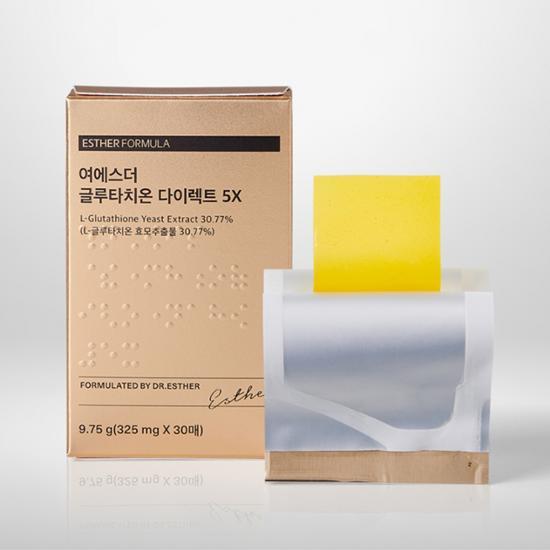 ESTHER FORMULA
여에스더
글루타치온 다이렉트 5X
L-Glutathione Yeast Extract 30.77%
(L-글루타치온 효모추출물 30.77%)
FORMULATED BY DR.ESTHER
Esthe
9.75 g(325 mg X 30매)